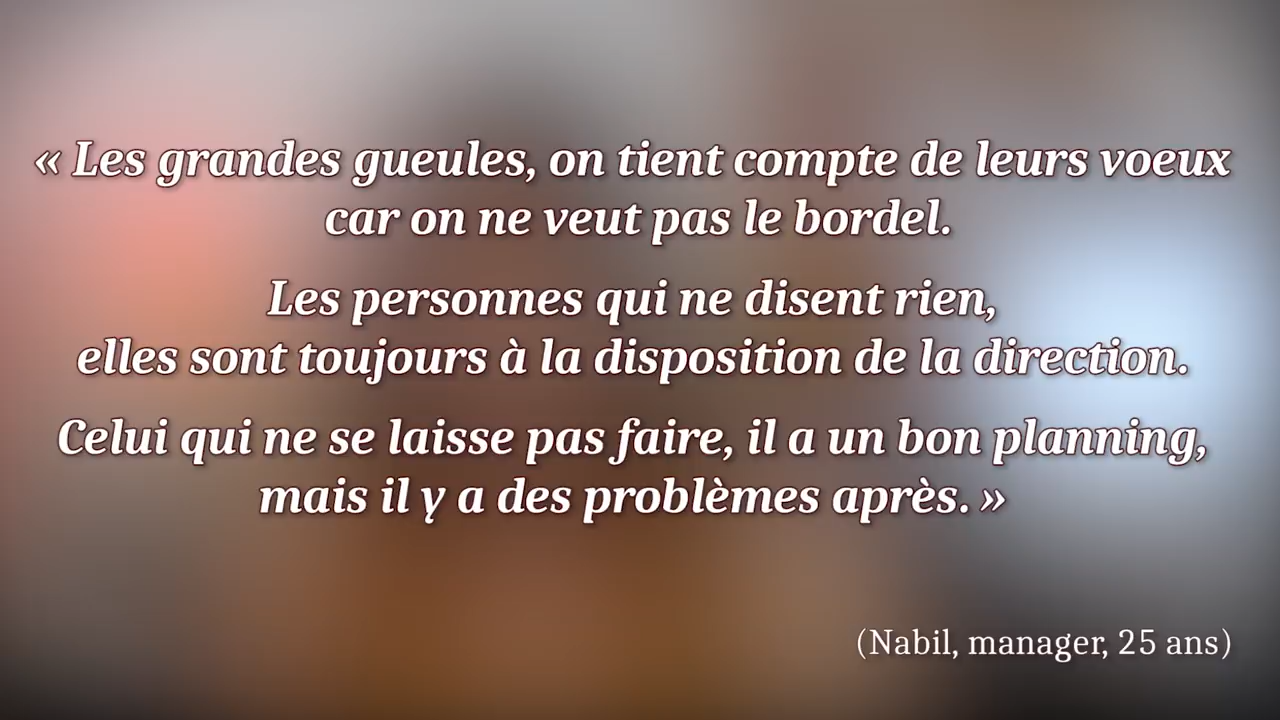 « Les grandes gueules, on tient compte de leurs voeux
car on ne veut pas le bordel.
Les personnes qui ne disent rien,
elles sont toujours à la disposition de la direction.
Celui qui ne se laisse pas faire, il a un bon planning,
mais il y a des problèmes après. »
(Nabil, manager, 25 ans)